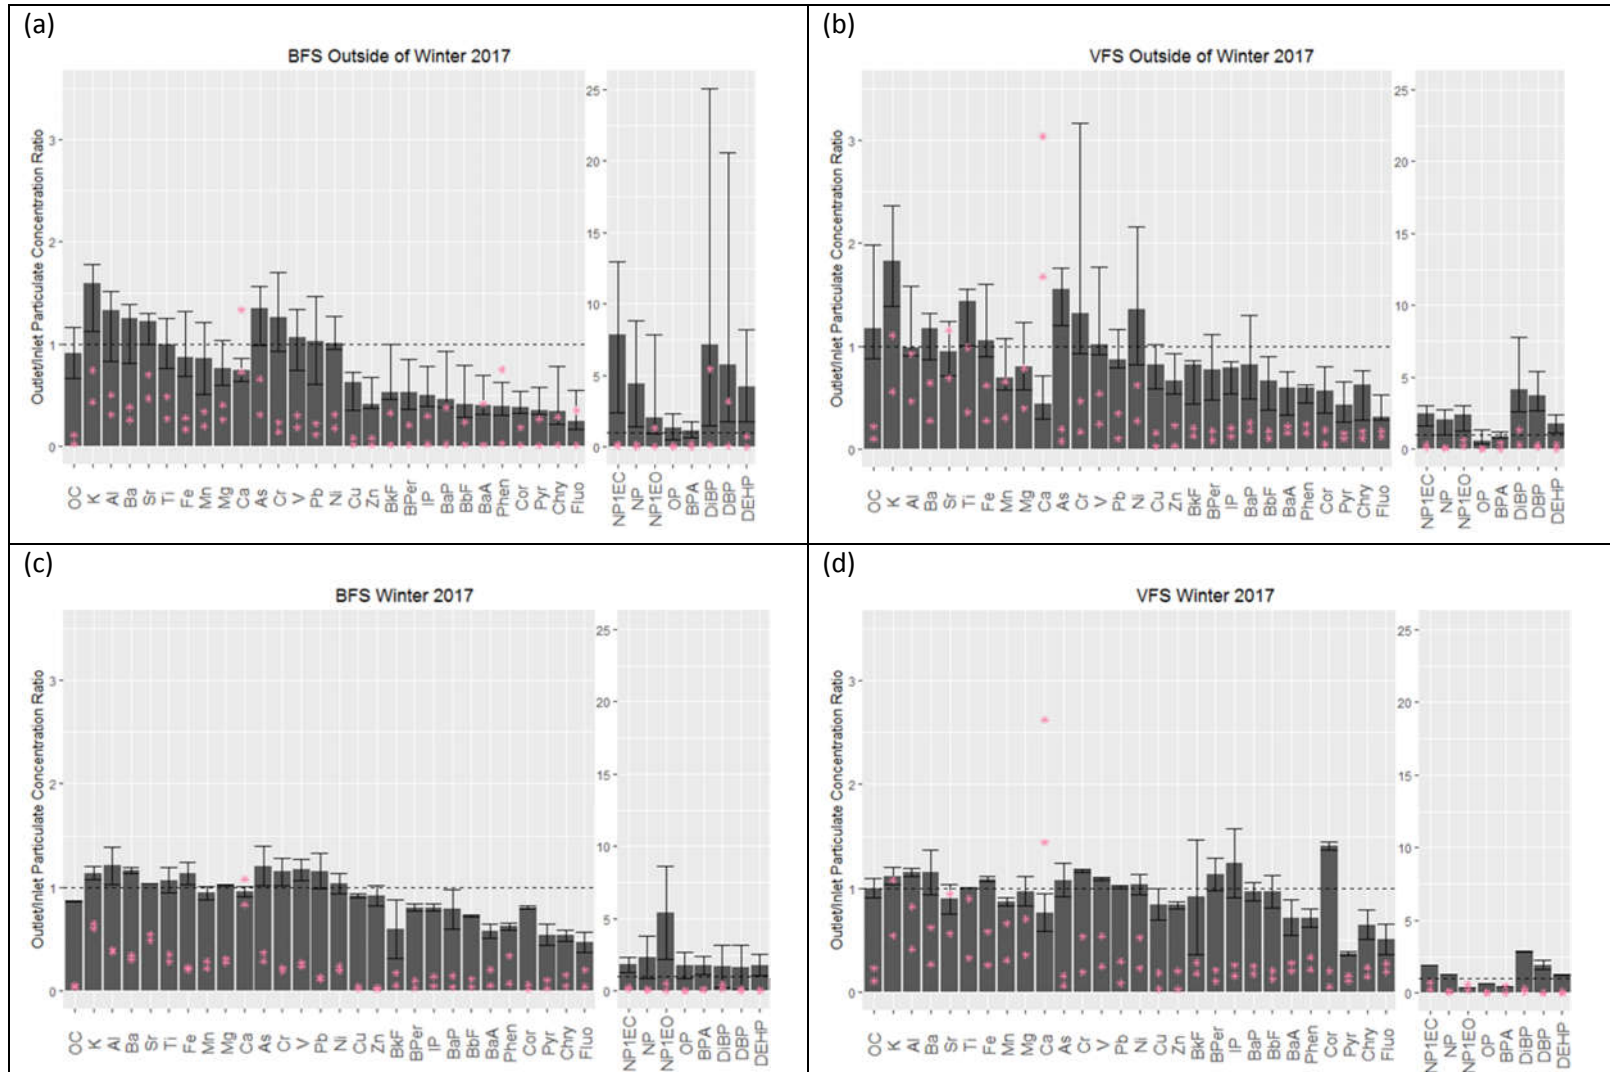 (a)
BFS Outside of Winter 2017
Outlet/Inlet Particulate Concentration Ratio
3
2
1
0
25
20
15
10
5
0
OC K Al Ba Sr Ti Fe Mn Mg Ca As Cr V Pb Ni Cu Zn BkF BPer IP BaP BbF BaA Phen Cor Pyr Chry Fluo
NP1EC NP NP1EO OP BPA DiBP DBP DEHP
(b)
VFS Outside of Winter 2017
Outlet/Inlet Particulate Concentration Ratio
3
2
1
0
25
20
15
10
5
0
OC K Al Ba Sr Ti Fe Mn Mg Ca As Cr V Pb Ni Cu Zn BkF BPer IP BaP BbF BaA Phen Cor Pyr Chry Fluo
NP1EC NP NP1EO OP BPA DiBP DBP DEHP
(c)
BFS Winter 2017
Outlet/Inlet Particulate Concentration Ratio
3
2
1
0
25
20
15
10
5
0
OC K Al Ba Sr Ti Fe Mn Mg Ca As Cr V Pb Ni Cu Zn BkF BPer IP BaP BbF BaA Phen Cor Pyr Chry Fluo
NP1EC NP NP1EO OP BPA DiBP DBP DEHP
(d)
VFS Winter 2017
Outlet/Inlet Particulate Concentration Ratio
3
2
1
0
25
20
15
10
5
0
OC K Al Ba Sr Ti Fe Mn Mg Ca As Cr V Pb Ni Cu Zn BkF BPer IP BaP BbF BaA Phen Cor Pyr Chry Fluo
NP1EC NP NP1EO OP BPA DiBP DBP DEHP